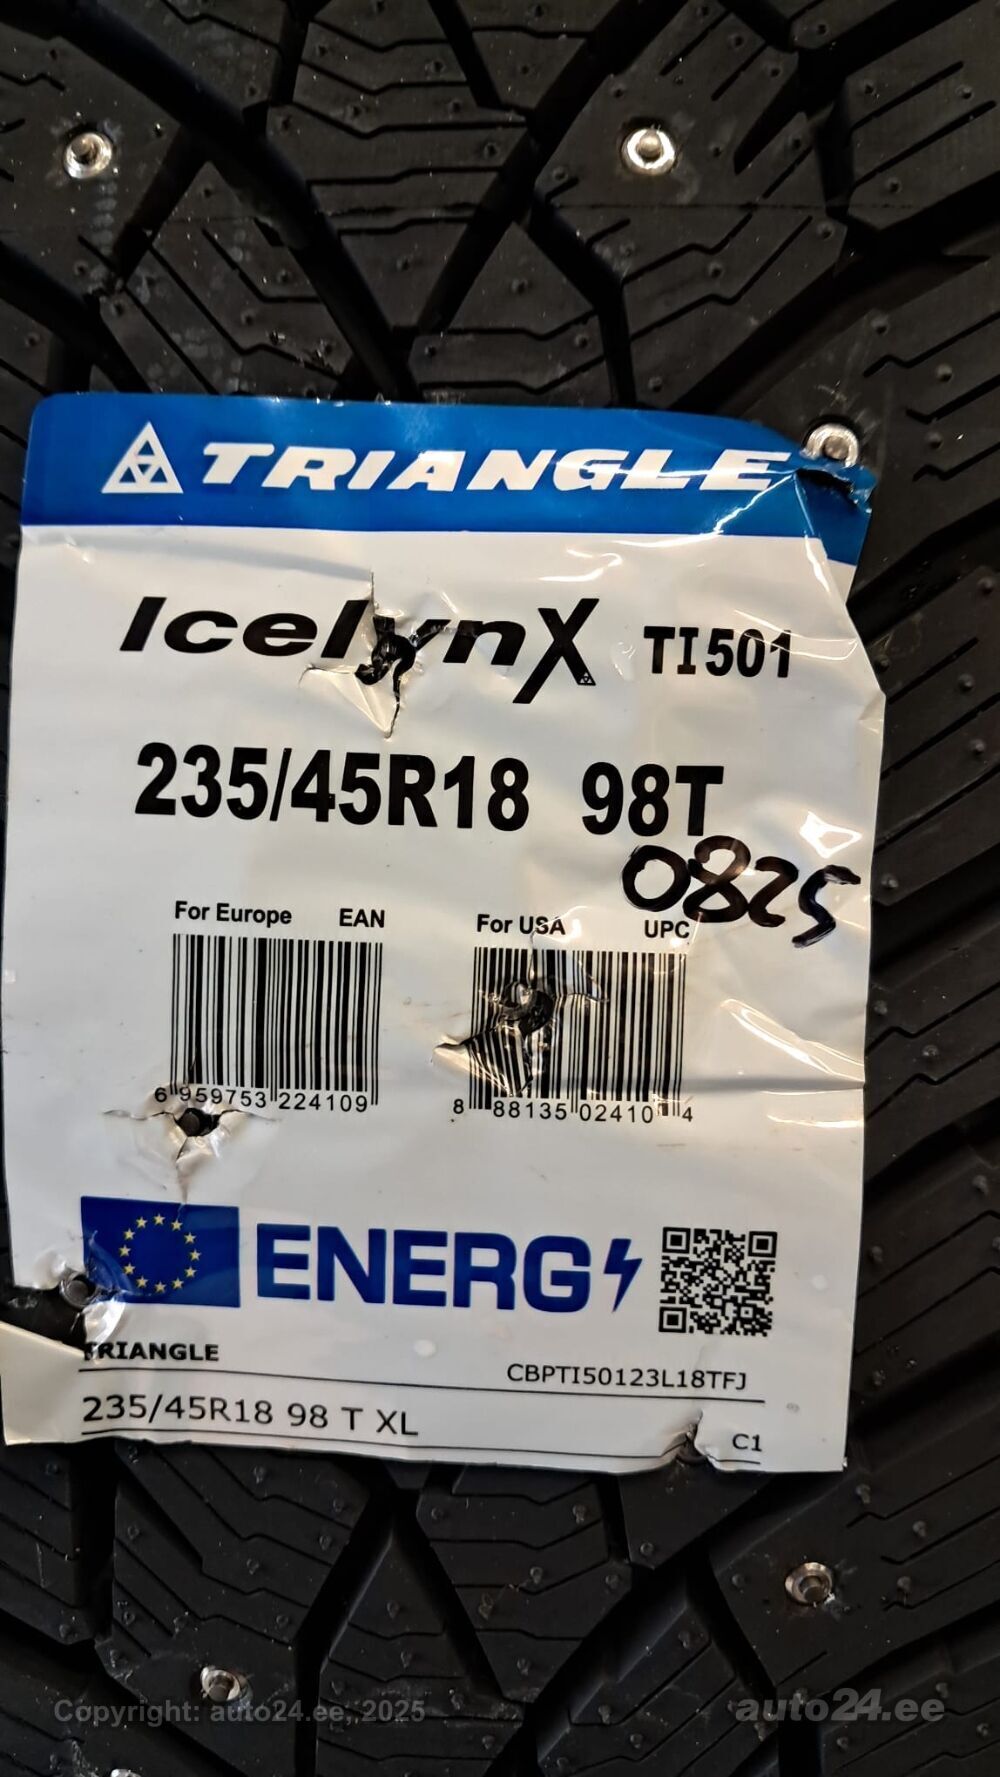 TRIANGLE
IcelynX TI501
235/45R18 98T
0825
For Europe EAN For USA UPC
6 959753 224109
8 88135 02410 4
ENERG
TRIANGLE
CBPTI50123L18TFJ
235/45R18 98 T XL
C1
Copyright: auto24.ee, 2025 auto24.ee